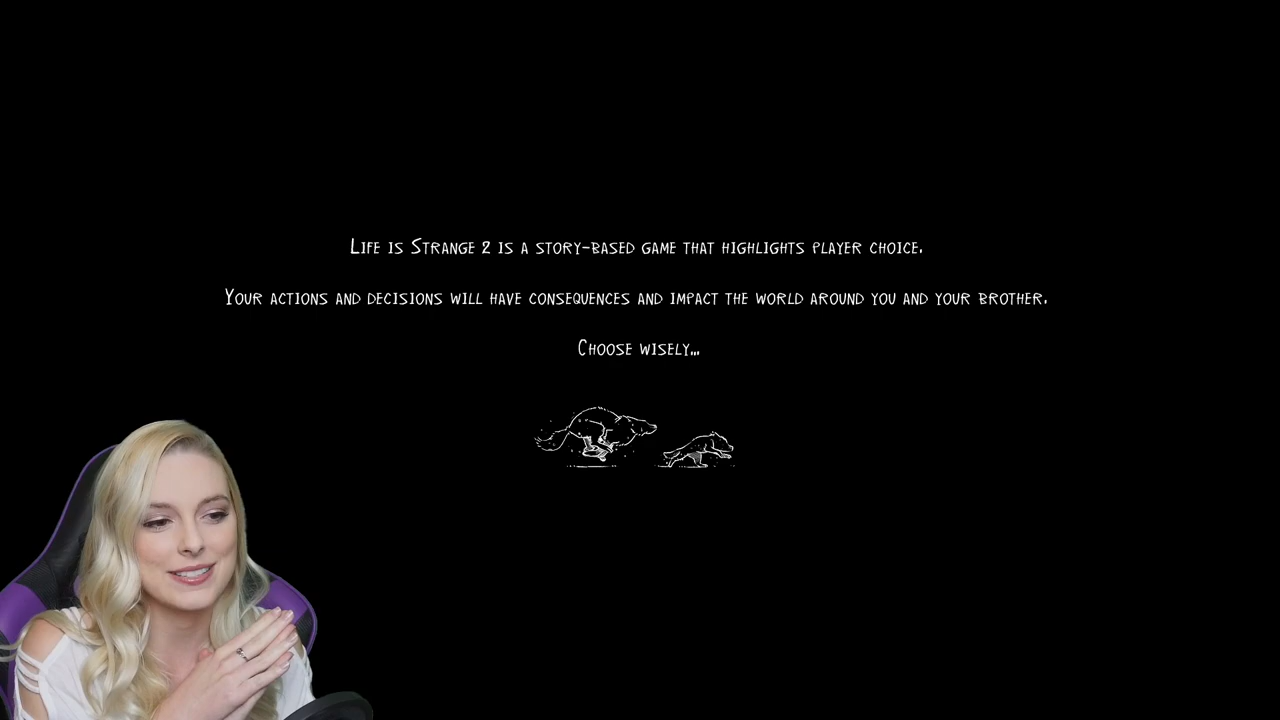 Life is Strange 2 is a story-based game that highlights player choice.
Your actions and decisions will have consequences and impact the world around you and your brother.
Choose wisely...